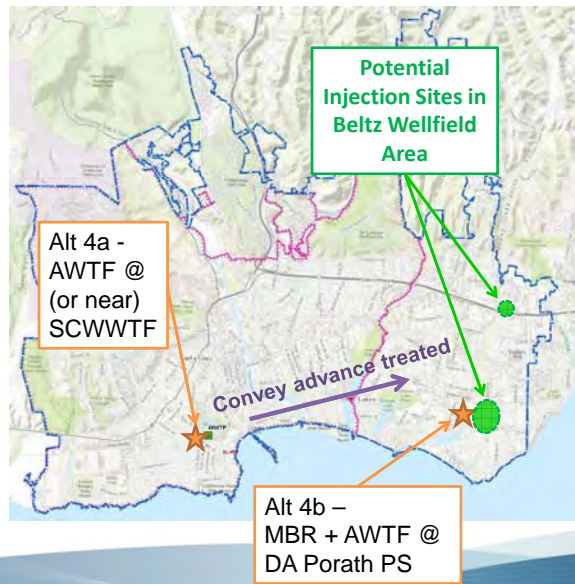 Potential
Injection Sites in
Beltz Wellfield
Area
Alt 4a -
AWTF @
(or near)
SCWWTF
Convey advance treated
WWTP
Alt 4b –
MBR + AWTF @
DA Porath PS